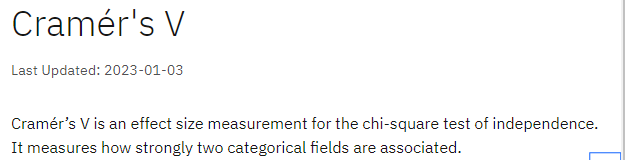 Cramér's V
Last Updated: 2023-01-03
Cramér’s V is an effect size measurement for the chi-square test of independence.
It measures how strongly two categorical fields are associated.